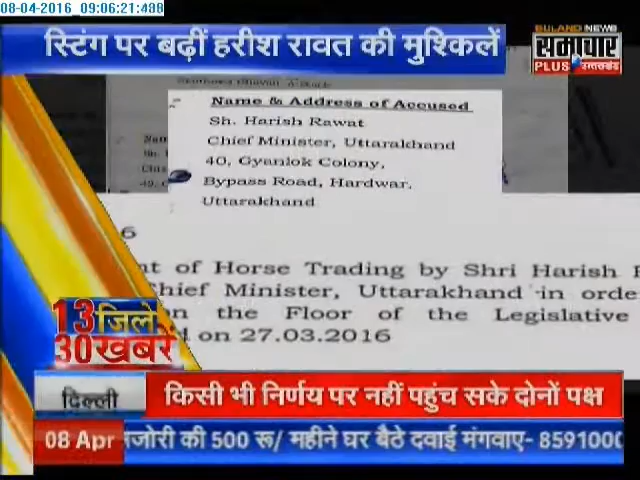 08-04-2016_09:06:21:498
स्टिंग पर बढ़ीं हरीश रावत की मुश्किलें
BULAND NEWS
समाचार
PLUS उत्तराखंड
Name & Address of Accused
Sh. Harish Rawat
Chief Minister, Uttarakhand
40, Gyanlok Colony,
Bypass Road, Hardwar,
Uttarakhand
6
nt of Horse Trading by Shri Harish
Chief Minister, Uttarakhand in orde
on the Floor of the Legislative
on 27.03.2016
13 जिले
30 खबरें
दिल्ली
किसी भी निर्णय पर नहीं पहुंच सके दोनों पक्ष
08 Apr
मजोरी की 500 रू/ महीने घर बैठे दवाई मंगवाए- 859100